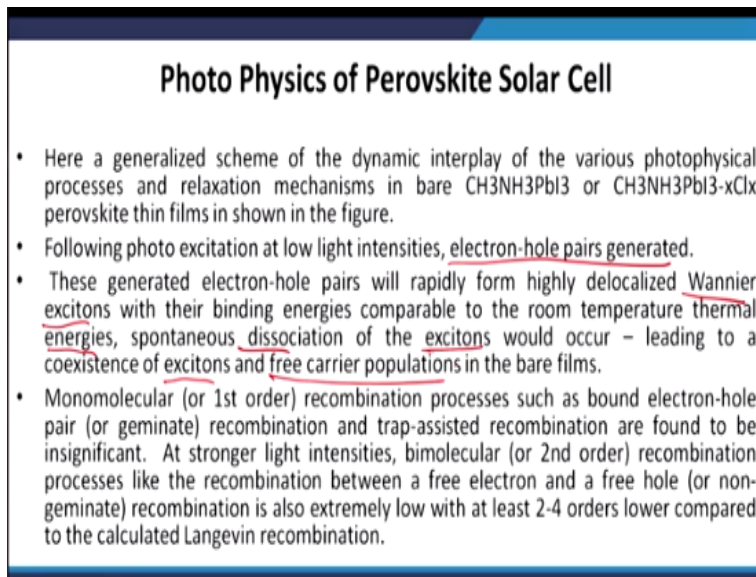 Photo Physics of Perovskite Solar Cell
• Here a generalized scheme of the dynamic interplay of the various photophysical
processes and relaxation mechanisms in bare CH3NH3PbI3 or CH3NH3PbI3-xClx
perovskite thin films in shown in the figure.
• Following photo excitation at low light intensities, electron-hole pairs generated.
• These generated electron-hole pairs will rapidly form highly delocalized Wannier
excitons with their binding energies comparable to the room temperature thermal
energies, spontaneous dissociation of the excitons would occur – leading to a
coexistence of excitons and free carrier populations in the bare films.
• Monomolecular (or 1st order) recombination processes such as bound electron-hole
pair (or geminate) recombination and trap-assisted recombination are found to be
insignificant. At stronger light intensities, bimolecular (or 2nd order) recombination
processes like the recombination between a free electron and a free hole (or non-
geminate) recombination is also extremely low with at least 2-4 orders lower compared
to the calculated Langevin recombination.